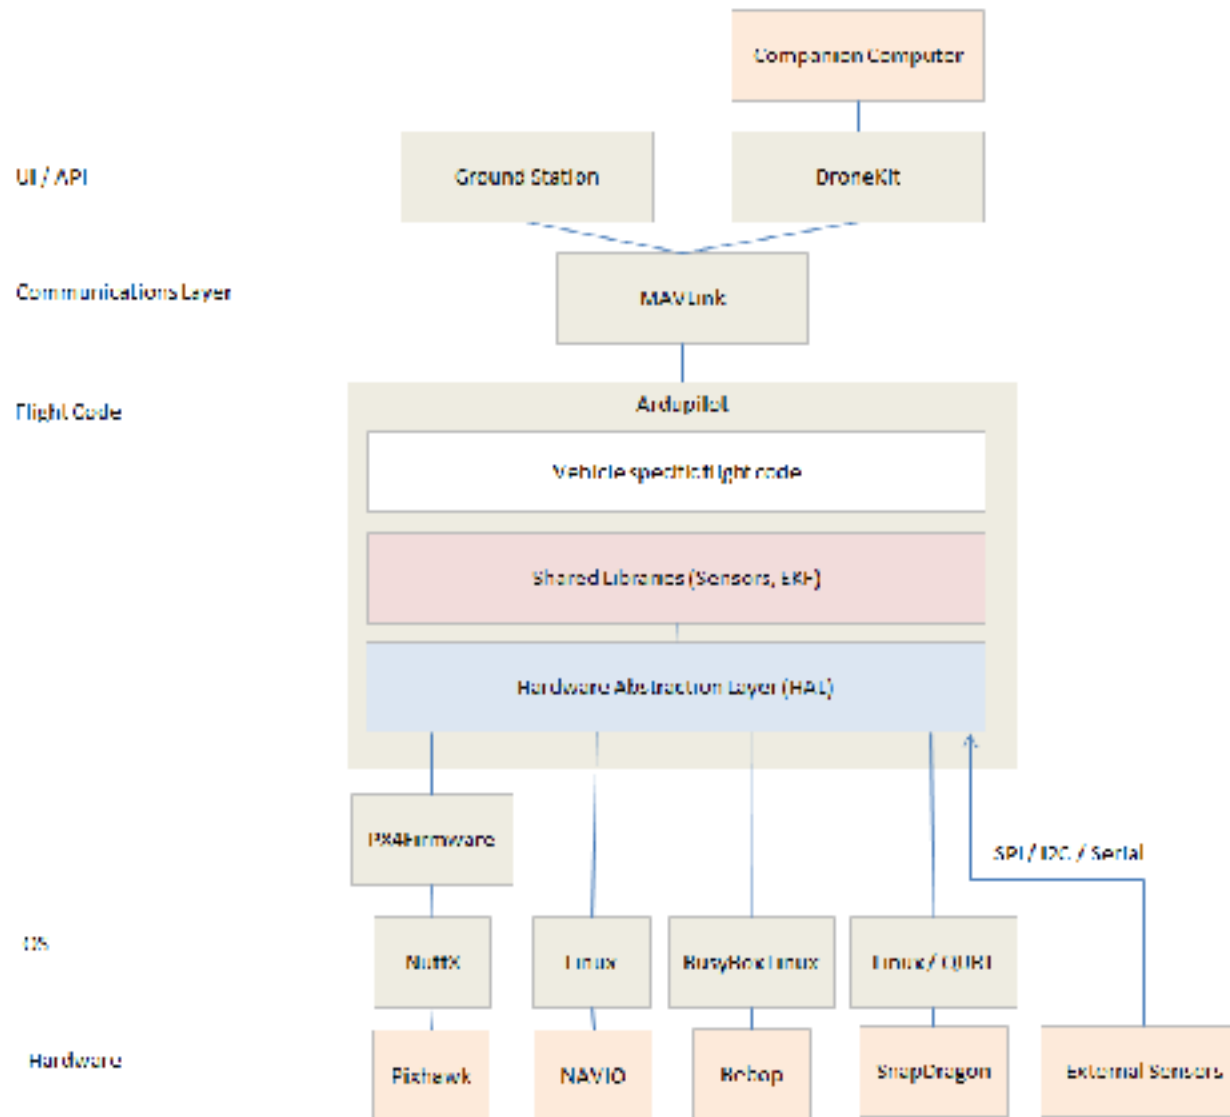 Companion Computer
UI / API
Ground Station
DroneKit
Communications Layer
MAVLink
Flight Code
Ardupilot
Vehicle specific flight code
Shared Libraries (Sensors, EKF)
Hardware Abstraction Layer (HAL)
PX4Firmware
SPI / I2C / Serial
OS
NuttX
Linux
BusyBox Linux
Linux / QURT
Hardware
Pixhawk
NAVIO
Bebop
SnapDragon
External Sensors